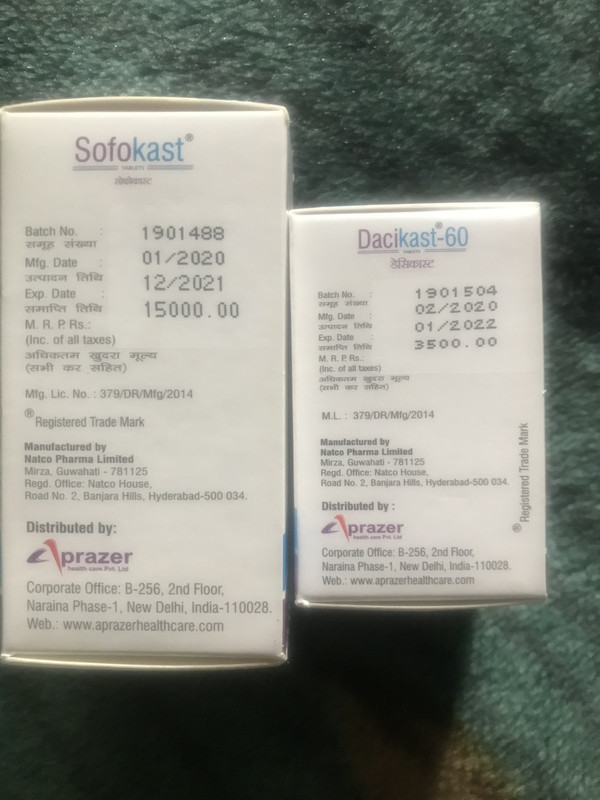 Sofokast®
TABLETS
सोफोकास्ट
Batch No. : 1901488
समूह संख्या
Mfg. Date : 01/2020
उत्पादन तिथि
Exp. Date : 12/2021
समाप्ति तिथि
M. R. P. Rs.: 15000.00
(Inc. of all taxes)
अधिकतम खुदरा मूल्य
(सभी कर सहित)
Mfg. Lic. No. : 379/DR/Mfg/2014
® Registered Trade Mark
Manufactured by
Natco Pharma Limited
Mirza, Guwahati - 781125
Regd. Office: Natco House,
Road No. 2, Banjara Hills, Hyderabad-500 034.
Distributed by:
Aprazer
health care Pvt. Ltd
Corporate Office: B-256, 2nd Floor,
Naraina Phase-1, New Delhi, India-110028.
Web.: www.aprazerhealthcare.com
Dacikast®-60
TABLETS
डेसिकास्ट
Batch No. : 1901504
समूह संख्या
Mfg. Date : 02/2020
उत्पादन तिथि
Exp. Date : 01/2022
समाप्ति तिथि
M. R. P. Rs.: 3500.00
(Inc. of all taxes)
अधिकतम खुदरा मूल्य
(सभी कर सहित)
M.L. : 379/DR/Mfg/2014
Manufactured by
Natco Pharma Limited
Mirza, Guwahati - 781125
Regd. Office: Natco House,
Road No. 2, Banjara Hills, Hyderabad-500 034.
® Registered Trade Mark
Distributed by :
Aprazer
health care Pvt. Ltd
Corporate Office: B-256, 2nd Floor,
Naraina Phase-1, New Delhi, India-110028.
Web.: www.aprazerhealthcare.com